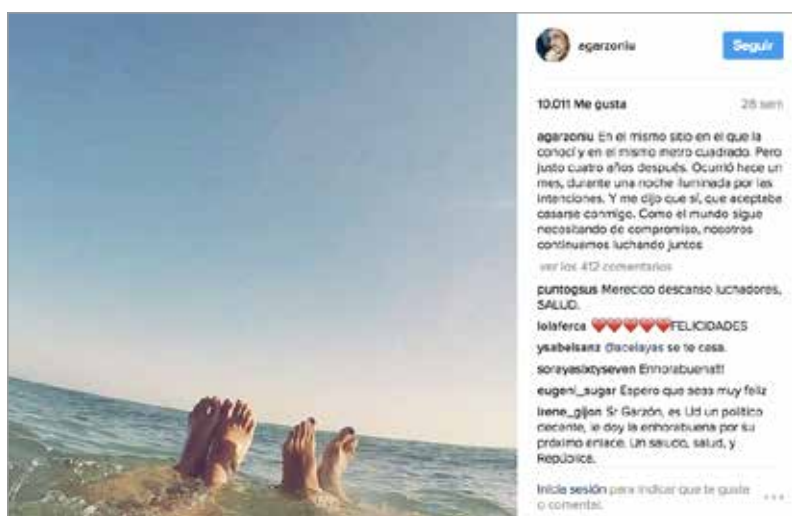 agarzoniu
Seguir
10.011 Me gusta
28 sem
agarzoniu En el mismo sitio en el que la
conocí y en el mismo metro cuadrado. Pero
justo cuatro años después. Ocurrió hace un
mes, durante una noche iluminada por las
intenciones. Y me dijo que sí, que aceptaba
casarse conmigo. Como el mundo sigue
necesitando de compromiso, nosotros
continuamos luchando juntos
ver los 412 comentarios
puntogsus Merecido descanso luchadores,
SALUD.
lolaferca ❤️❤️❤️❤️❤️FELICIDADES
ysabelsanz @acelayas se te casa.
sorayasixtyseven Enhorabuena!!!
eugeni_sugar Espero que seas muy feliz
irene_gijon Sr Garzón, es Ud un político
decente, le doy la enhorabuena por su
próximo enlace. Un saludo, salud, y
República.
Inicia sesión para indicar que te gusta
o comentar.